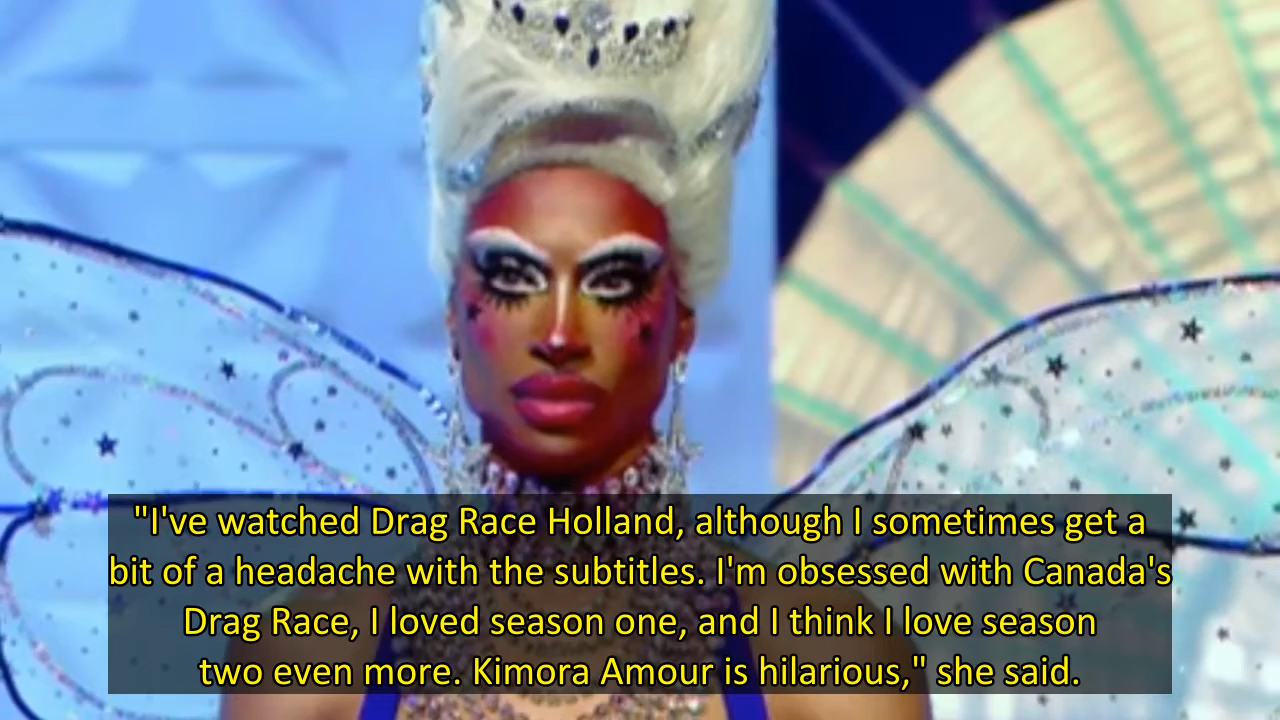 "I've watched Drag Race Holland, although I sometimes get a
bit of a headache with the subtitles. I'm obsessed with Canada's
Drag Race, I loved season one, and I think I love season
two even more. Kimora Amour is hilarious," she said.